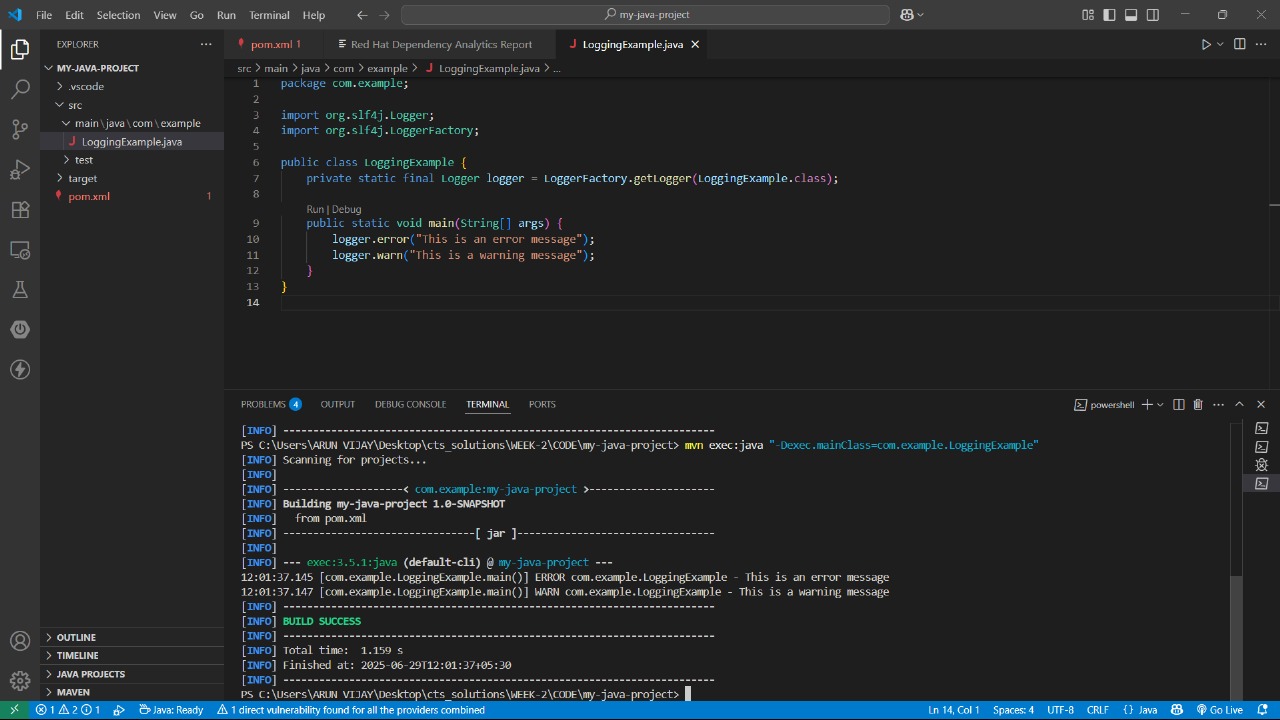 File Edit Selection View Go Run Terminal Help
my-java-project
EXPLORER
MY-JAVA-PROJECT
.vscode
src
main\java\com\example
LoggingExample.java
test
target
pom.xml 1
OUTLINE
TIMELINE
JAVA PROJECTS
MAVEN
pom.xml 1 Red Hat Dependency Analytics Report LoggingExample.java
src > main > java > com > example > LoggingExample.java > ...
1 package com.example;
2
3 import org.slf4j.Logger;
4 import org.slf4j.LoggerFactory;
5
6 public class LoggingExample {
7 private static final Logger logger = LoggerFactory.getLogger(LoggingExample.class);
8
Run | Debug
9 public static void main(String[] args) {
10 logger.error("This is an error message");
11 logger.warn("This is a warning message");
12 }
13 }
14
PROBLEMS 4 OUTPUT DEBUG CONSOLE TERMINAL PORTS powershell
[INFO] ------------------------------------------------------------------------
PS C:\Users\ARUN VIJAY\Desktop\cts_solutions\WEEK-2\CODE\my-java-project> mvn exec:java "-Dexec.mainClass=com.example.LoggingExample"
[INFO] Scanning for projects...
[INFO]
[INFO] --------------------< com.example:my-java-project >---------------------
[INFO] Building my-java-project 1.0-SNAPSHOT
[INFO] from pom.xml
[INFO] --------------------------------[ jar ]---------------------------------
[INFO]
[INFO] --- exec:3.5.1:java (default-cli) @ my-java-project ---
12:01:37.145 [com.example.LoggingExample.main()] ERROR com.example.LoggingExample - This is an error message
12:01:37.147 [com.example.LoggingExample.main()] WARN com.example.LoggingExample - This is a warning message
[INFO] ------------------------------------------------------------------------
[INFO] BUILD SUCCESS
[INFO] ------------------------------------------------------------------------
[INFO] Total time:  1.159 s
[INFO] Finished at: 2025-06-29T12:01:37+05:30
[INFO] ------------------------------------------------------------------------
PS C:\Users\ARUN VIJAY\Desktop\cts_solutions\WEEK-2\CODE\my-java-project>
1 2 1 Java: Ready 1 direct vulnerability found for all the providers combined Ln 14, Col 1 Spaces: 4 UTF-8 CRLF {} Java Go Live